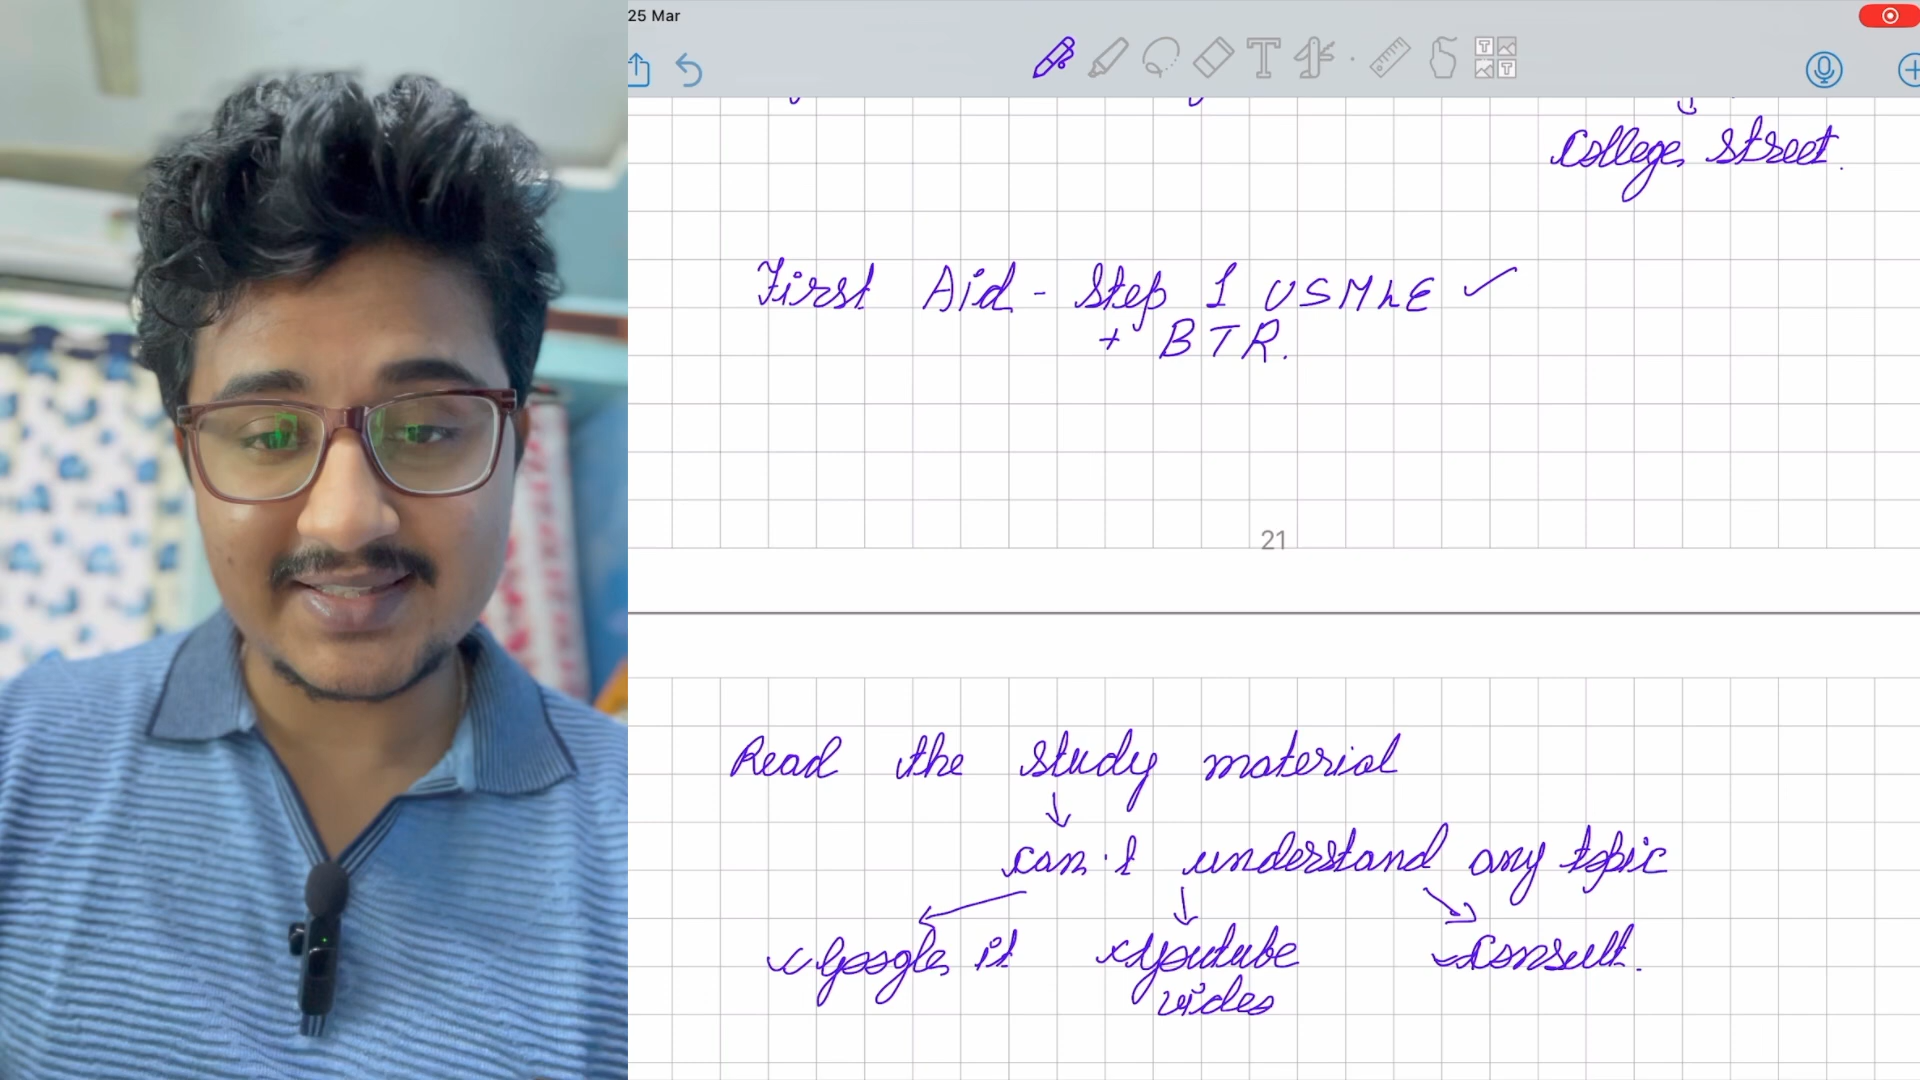 25 Mar
College Street.
First Aid - Step 1 USMLE ✓
+ BTR.
21
Read the study material
↓
can't understand any topic
Google it Youtube Consult.
video